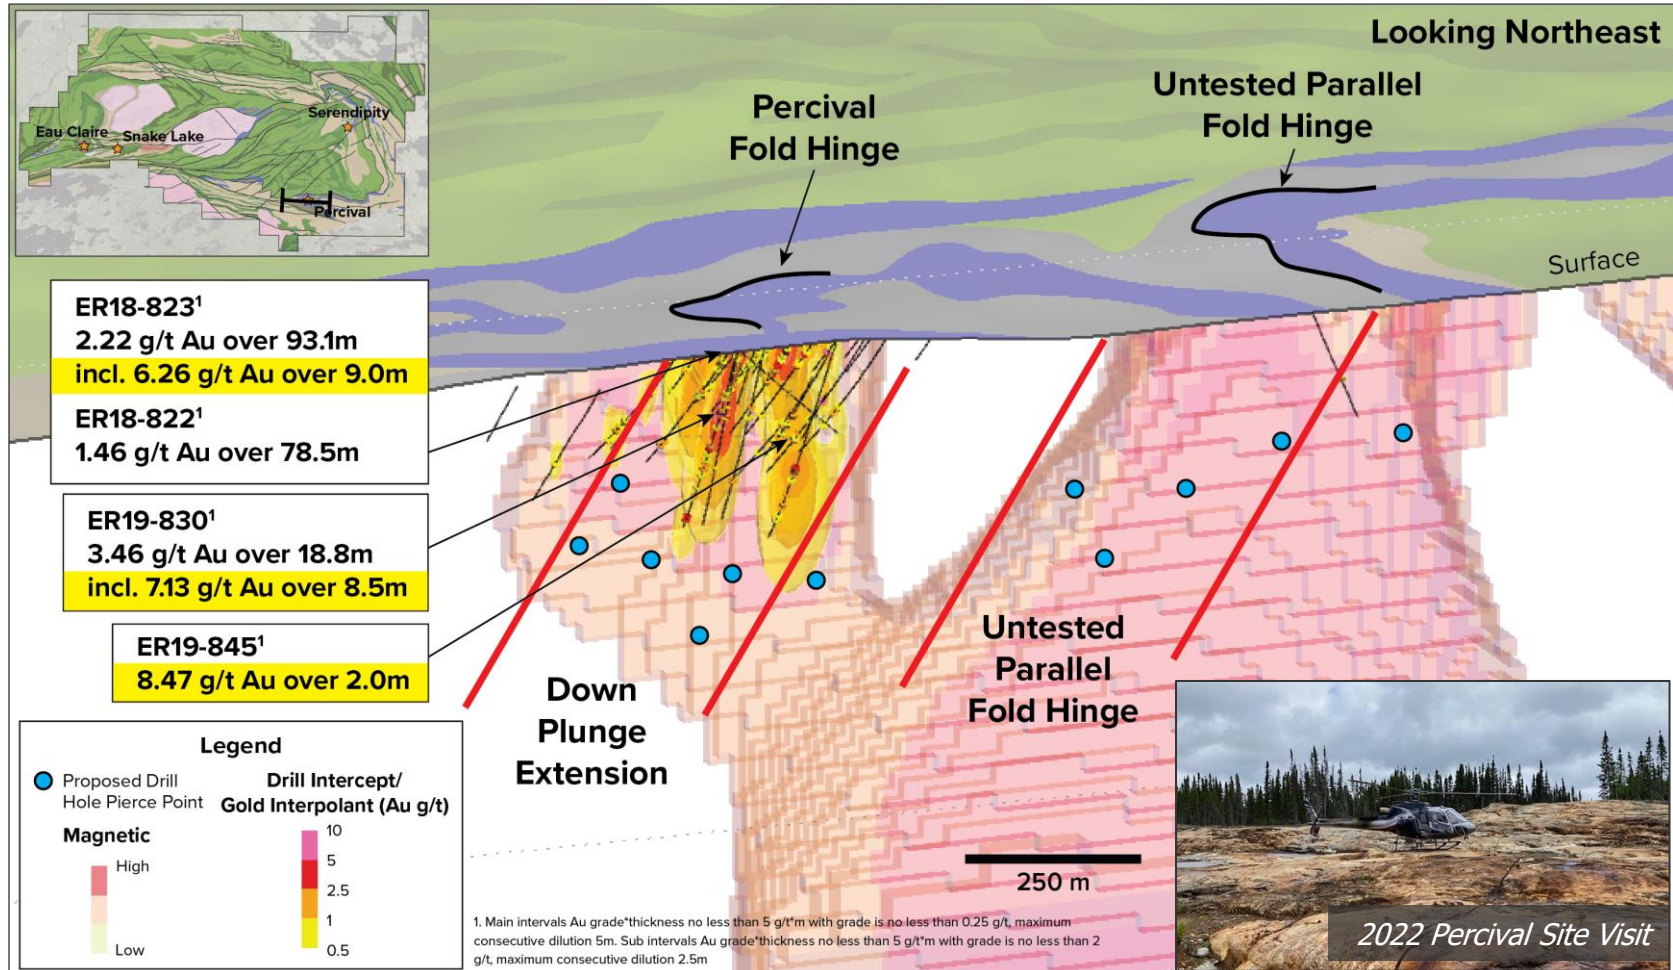 Looking Northeast
Eau Claire
Snake Lake
Serendipity
Percival
Percival
Fold Hinge
Untested Parallel
Fold Hinge
Surface
ER18-823¹
2.22 g/t Au over 93.1m
incl. 6.26 g/t Au over 9.0m
ER18-822¹
1.46 g/t Au over 78.5m
ER19-830¹
3.46 g/t Au over 18.8m
incl. 7.13 g/t Au over 8.5m
ER19-845¹
8.47 g/t Au over 2.0m
Down
Plunge
Extension
Untested
Parallel
Fold Hinge
Legend
Proposed Drill
Hole Pierce Point
Magnetic
High
Low
Drill Intercept/
Gold Interpolant (Au g/t)
10
5
2.5
1
0.5
250 m
1. Main intervals Au grade*thickness no less than 5 g/t*m with grade is no less than 0.25 g/t, maximum
consecutive dilution 5m. Sub intervals Au grade*thickness no less than 5 g/t*m with grade is no less than 2
g/t, maximum consecutive dilution 2.5m
2022 Percival Site Visit